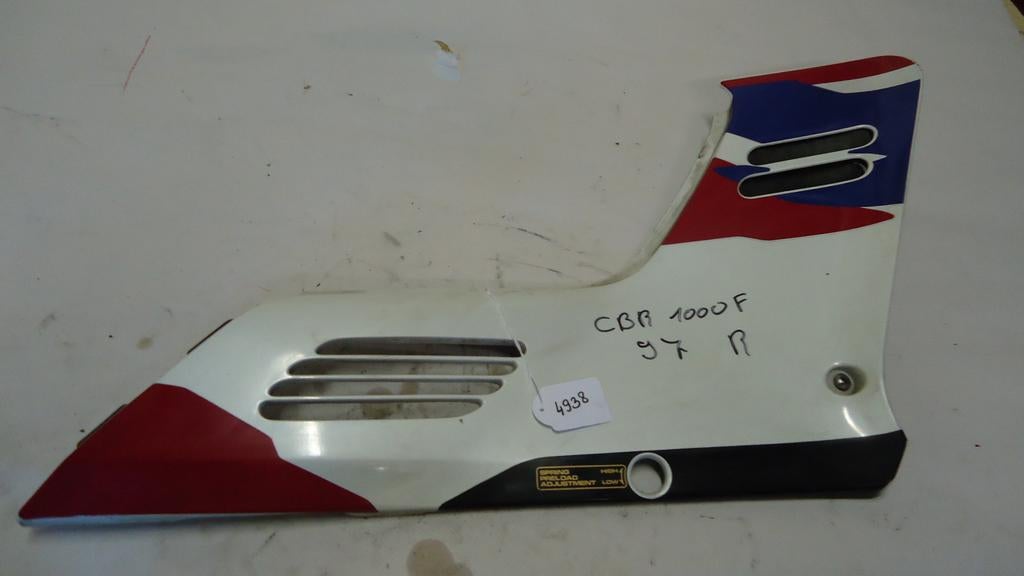 CBR 1000F
97 R
4938
SPRING HIGH
PRELOAD
ADJUSTMENT LOW